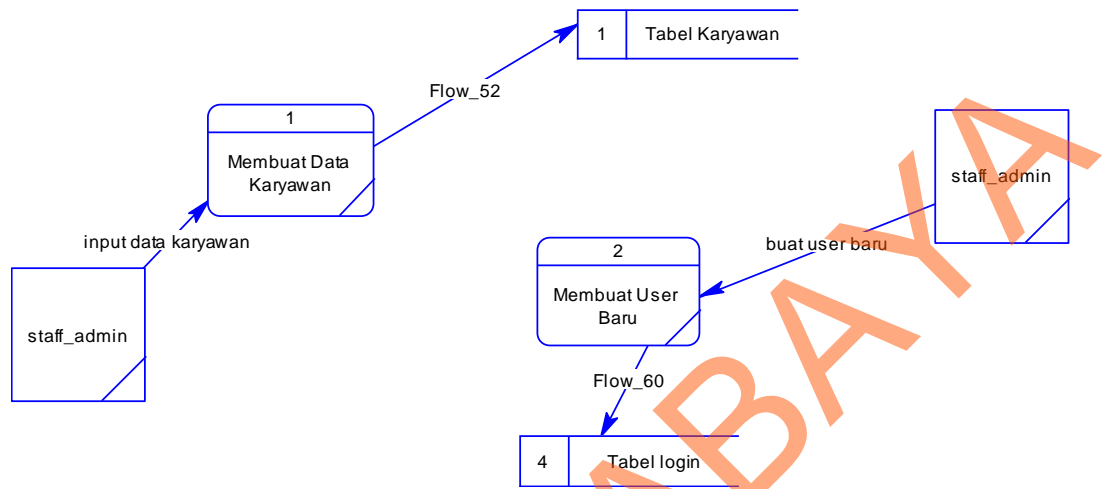 1 Tabel Karyawan
Flow_52
1
Membuat Data
Karyawan
staff_admin
input data karyawan
buat user baru
2
Membuat User
Baru
staff_admin
Flow_60
4 Tabel login
ABAYA